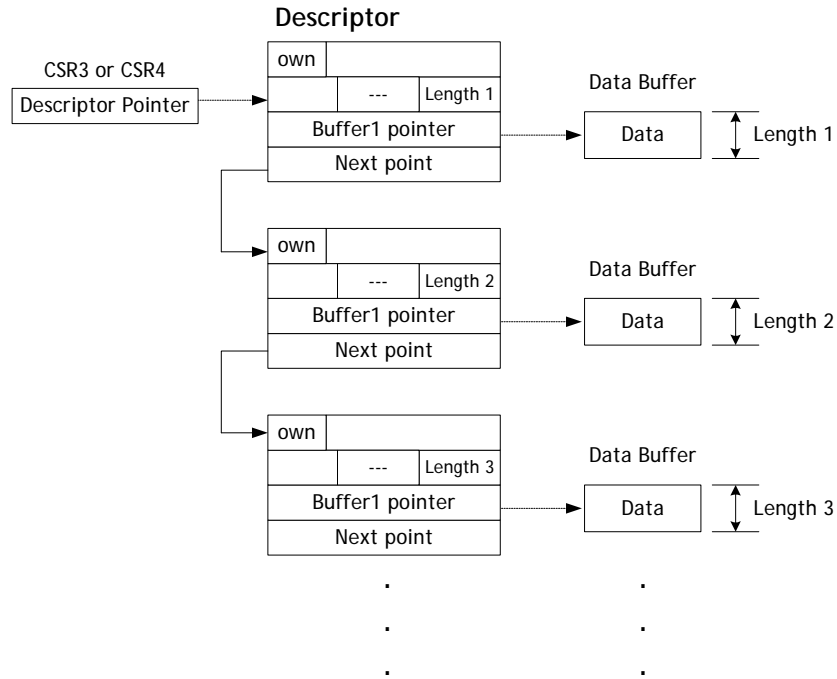 Descriptor
CSR3 or CSR4
Descriptor Pointer
own
--- Length 1
Buffer1 pointer
Next point
Data Buffer
Data
Length 1
own
--- Length 2
Buffer1 pointer
Next point
Data Buffer
Data
Length 2
own
--- Length 3
Buffer1 pointer
Next point
Data Buffer
Data
Length 3
. .
. .
. .